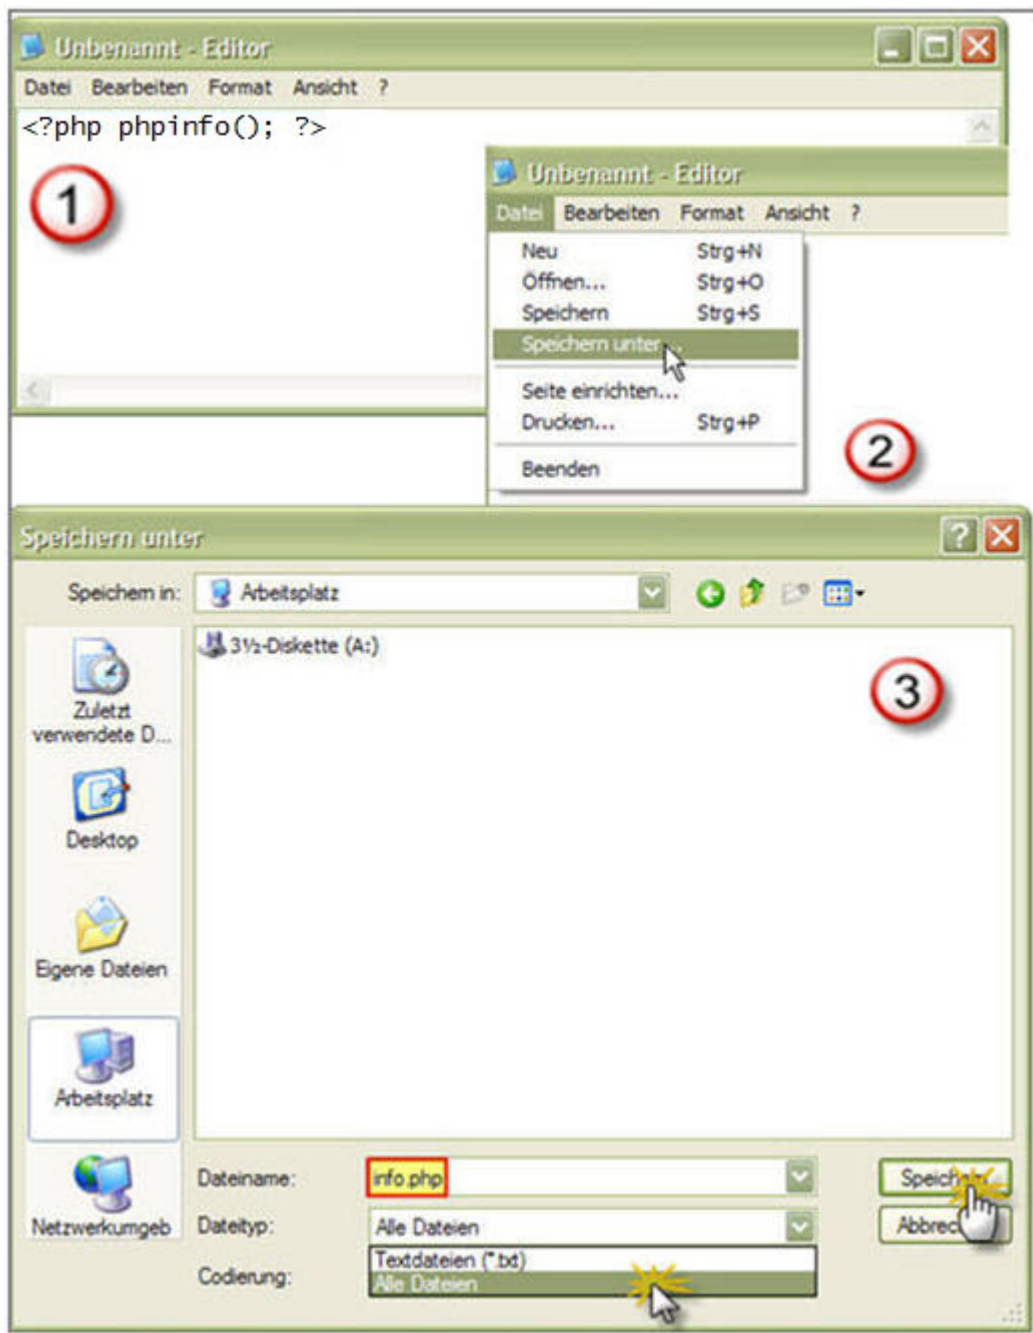 Unbenannt - Editor
Datei Bearbeiten Format Ansicht ?
<?php phpinfo(); ?>
1
Unbenannt - Editor
Datei Bearbeiten Format Ansicht ?
Neu Strg+N
Öffnen... Strg+O
Speichern Strg+S
Speichern unter...
Seite einrichten...
Drucken... Strg+P
Beenden
2
Speichern unter
Speichern in: Arbeitsplatz
3½-Diskette (A:)
3
Zuletzt
verwendete D...
Desktop
Eigene Dateien
Arbeitsplatz
Netzwerkumgeb
Dateiname: info.php
Dateityp: Alle Dateien
Textdateien (*.txt)
Alle Dateien
Codierung: